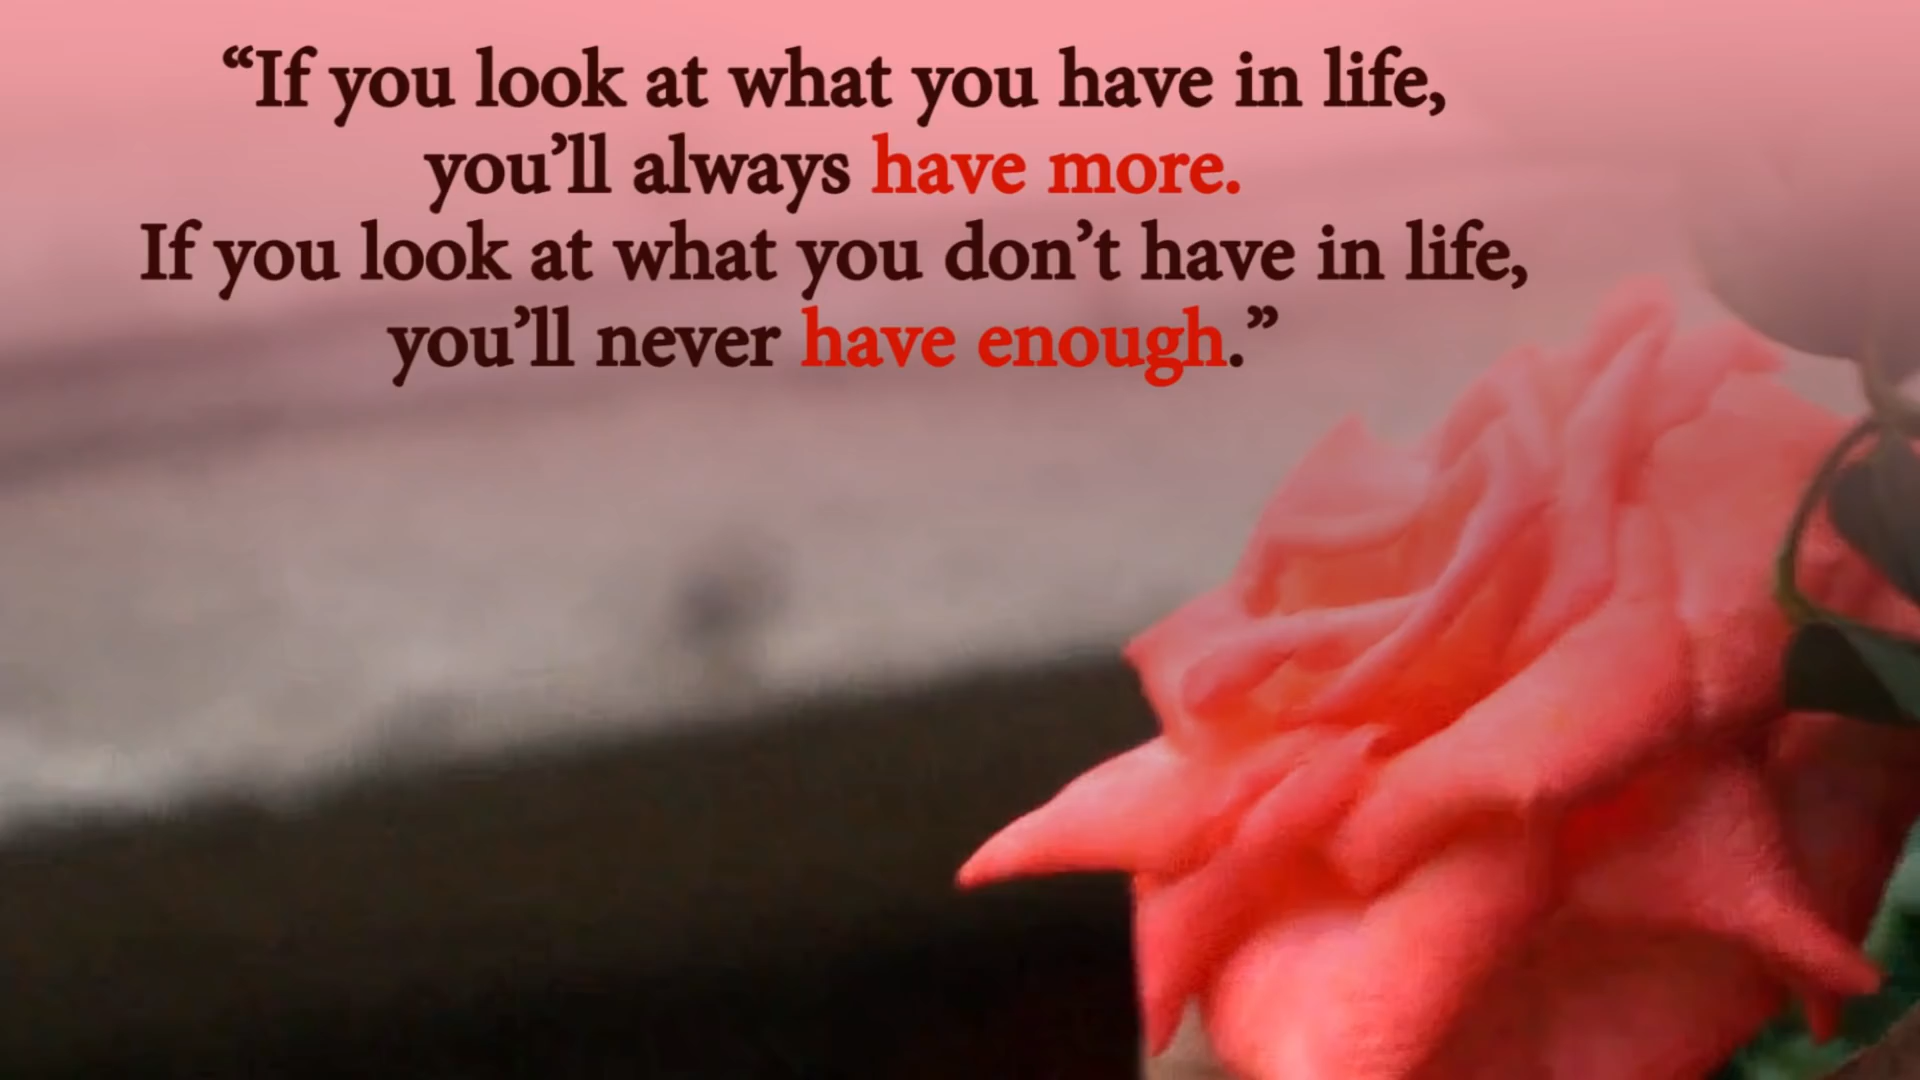 “If you look at what you have in life,
you’ll always have more.
If you look at what you don’t have in life,
you’ll never have enough.”